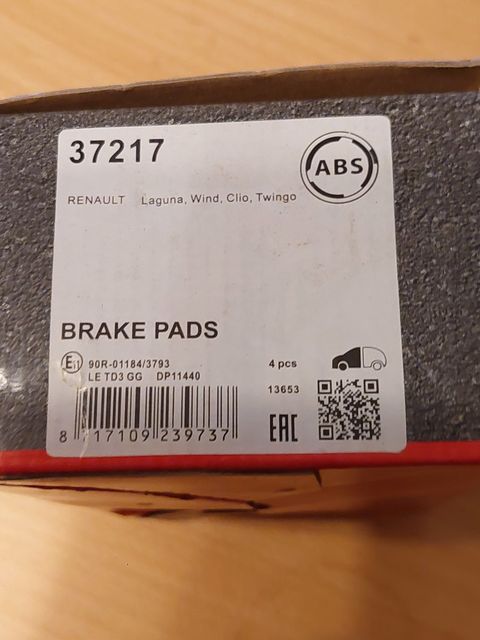 37217
ABS
RENAULT Laguna, Wind, Clio, Twingo
BRAKE PADS
E11 90R-01184/3793 4 pcs
LE TD3 GG DP11440
13653
8 717109 239737
EAC